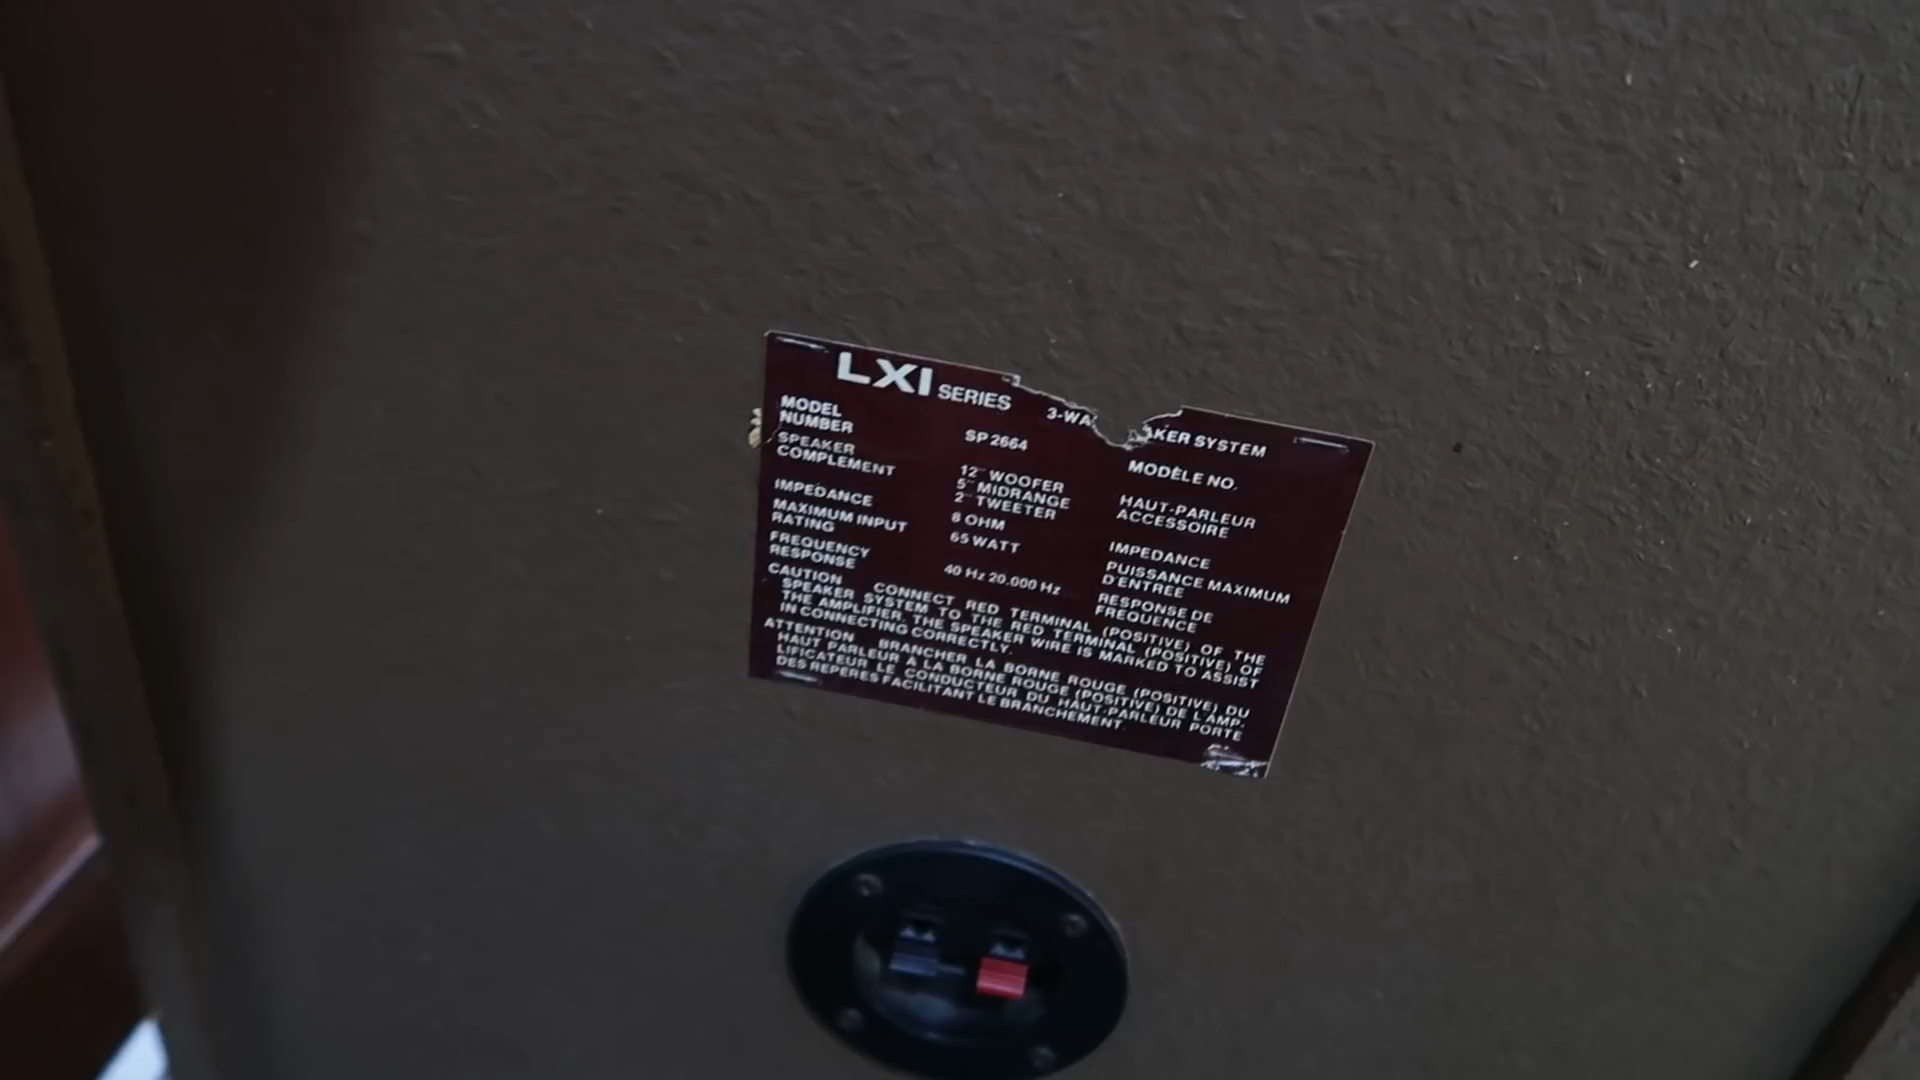 LXI SERIES 3-WA AKER SYSTEM
MODEL NUMBER SP 2664 MODÈLE NO.
SPEAKER COMPLEMENT 12" WOOFER HAUT-PARLEUR ACCESSOIRE
5" MIDRANGE
2" TWEETER
IMPEDANCE 8 OHM IMPEDANCE
MAXIMUM INPUT RATING 65 WATT PUISSANCE MAXIMUM D'ENTREE
FREQUENCY RESPONSE 40 Hz 20.000 Hz RESPONSE DE FREQUENCE
CAUTION CONNECT RED TERMINAL (POSITIVE) OF THE
SPEAKER SYSTEM TO THE RED TERMINAL (POSITIVE) OF
THE AMPLIFIER. THE SPEAKER WIRE IS MARKED TO ASSIST
IN CONNECTING CORRECTLY.
ATTENTION BRANCHER LA BORNE ROUGE (POSITIVE) DU
HAUT PARLEUR A LA BORNE ROUGE (POSITIVE) DE L'AMP-
LIFICATEUR LE CONDUCTEUR DU HAUT-PARLEUR PORTE
DES REPERES FACILITANT LE BRANCHEMENT